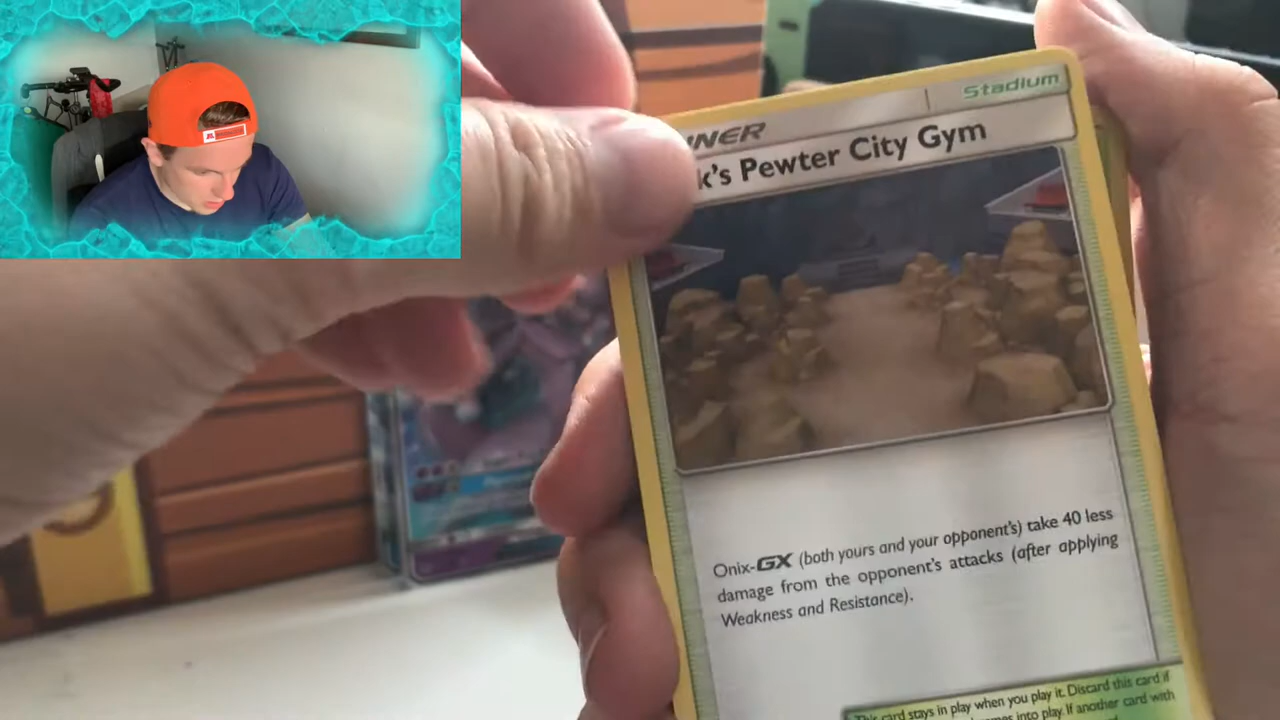 Stadium
INER
k's Pewter City Gym
Onix-GX (both yours and your opponent's) take 40 less
damage from the opponent's attacks (after applying
Weakness and Resistance).
This card stays in play when you play it. Discard this card if
comes into play. If another card with